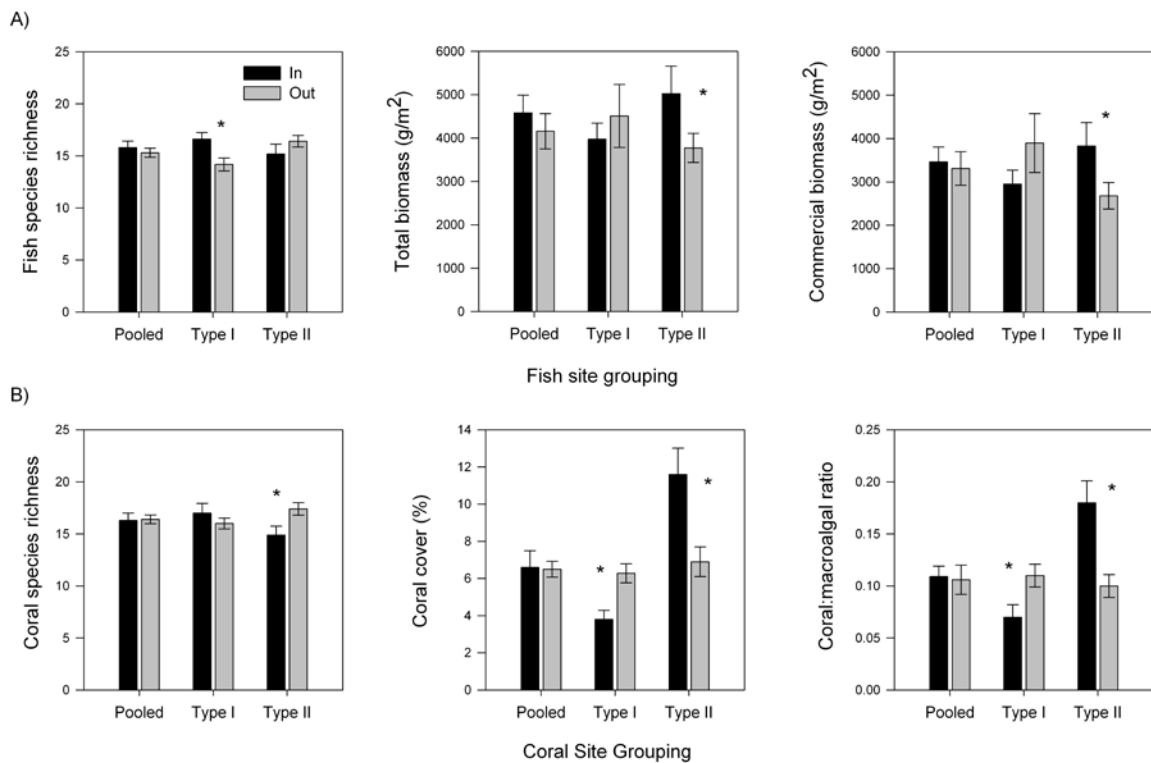 A)
Fish species richness
25
20
15
10
5
0
In
Out
*
Pooled
Type I
Type II
Total biomass (g/m²)
6000
5000
4000
3000
2000
1000
0
*
Pooled
Type I
Type II
Commercial biomass (g/m²)
6000
5000
4000
3000
2000
1000
0
*
Pooled
Type I
Type II
Fish site grouping
B)
Coral species richness
25
20
15
10
5
0
*
Pooled
Type I
Type II
Coral cover (%)
14
12
10
8
6
4
2
0
*
*
Pooled
Type I
Type II
Coral:macroalgal ratio
0.25
0.20
0.15
0.10
0.05
0.00
*
*
Pooled
Type I
Type II
Coral Site Grouping